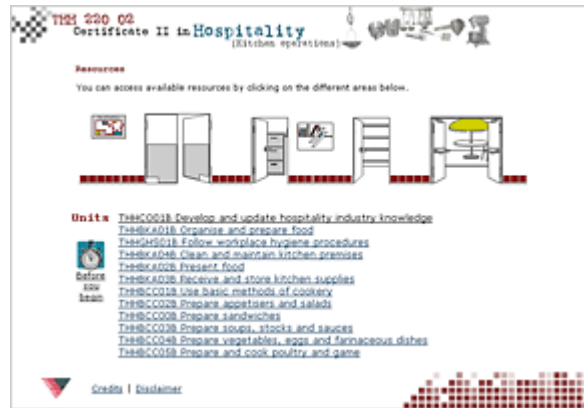 THH 220 02
Certificate II in Hospitality
(Kitchen operations)
Resources
You can access available resources by clicking on the different areas below.
Units
THHCO01B Develop and update hospitality industry knowledge
THHBKA01B Organise and prepare food
THHGHS01B Follow workplace hygiene procedures
THHBKA04B Clean and maintain kitchen premises
THHBKA02B Present food
THHBKA03B Receive and store kitchen supplies
THHBCC01B Use basic methods of cookery
THHBCC02B Prepare appetisers and salads
THHBCC00B Prepare sandwiches
THHBCC03B Prepare soups, stocks and sauces
THHBCC04B Prepare vegetables, eggs and farinaceous dishes
THHBCC05B Prepare and cook poultry and game
Before
you
begin
Credits | Disclaimer